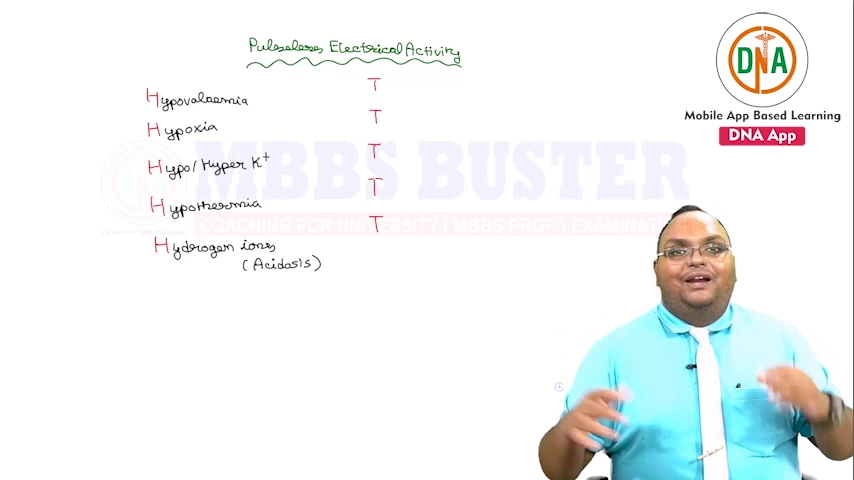 Pulseless Electrical Activity
Hypovolaemia
Hypoxia
Hypo/Hyper K+
Hypothermia
Hydrogen ions
(Acidosis)
T
T
T
T
T
DNA
Mobile App Based Learning
DNA App
MBBS BUSTER
COACHING FOR UNIVERSITY ( MBBS PROF ) EXAMINAT